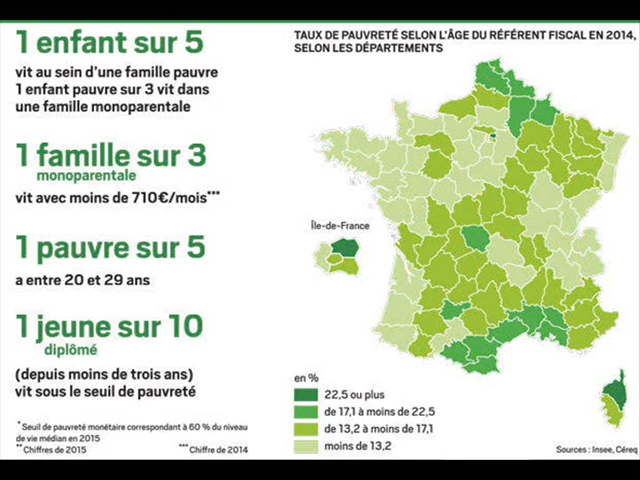 1 enfant sur 5
vit au sein d'une famille pauvre
1 enfant pauvre sur 3 vit dans
une famille monoparentale
1 famille sur 3
monoparentale
vit avec moins de 710€/mois***
1 pauvre sur 5
a entre 20 et 29 ans
1 jeune sur 10
diplômé
(depuis moins de trois ans)
vit sous le seuil de pauvreté
* Seuil de pauvreté monétaire correspondant à 60 % du niveau
de vie médian en 2015
** Chiffres de 2015 *** Chiffre de 2014
TAUX DE PAUVRETÉ SELON L'ÂGE DU RÉFÉRENT FISCAL EN 2014,
SELON LES DÉPARTEMENTS
Île-de-France
en %
22,5 ou plus
de 17,1 à moins de 22,5
de 13,2 à moins de 17,1
moins de 13,2
Sources : Insee, Céreq